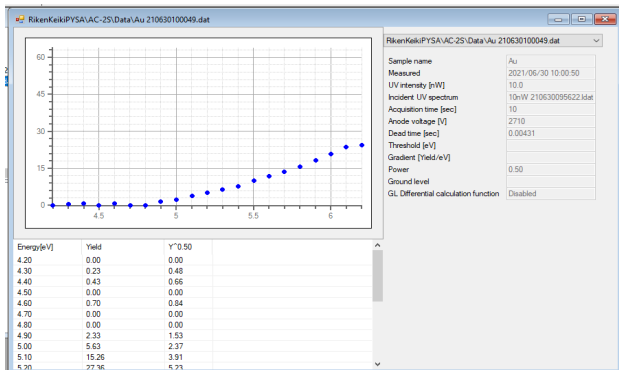 RikenKeikiPYSA\AC-2S\Data\Au 210630100049.dat
RikenKeikiPYSA\AC-2S\Data\Au 210630100049.dat
60
45
30
15
0
4.5 5 5.5 6
Sample name Au
Measured 2021/06/30 10:00:50
UV intensity [nW] 10.0
Incident UV spectrum 10nW 210630095622.ldat
Acquisition time [sec] 10
Anode voltage [V] 2710
Dead time [sec] 0.00431
Threshold [eV]
Gradient [Yield/eV]
Power 0.50
Ground level
GL Differential calculation function Disabled
Energy[eV] Yield Y^0.50
4.20 0.00 0.00
4.30 0.23 0.48
4.40 0.43 0.66
4.50 0.00 0.00
4.60 0.70 0.84
4.70 0.00 0.00
4.80 0.00 0.00
4.90 2.33 1.53
5.00 5.63 2.37
5.10 15.26 3.91
5.20 27.36 5.23